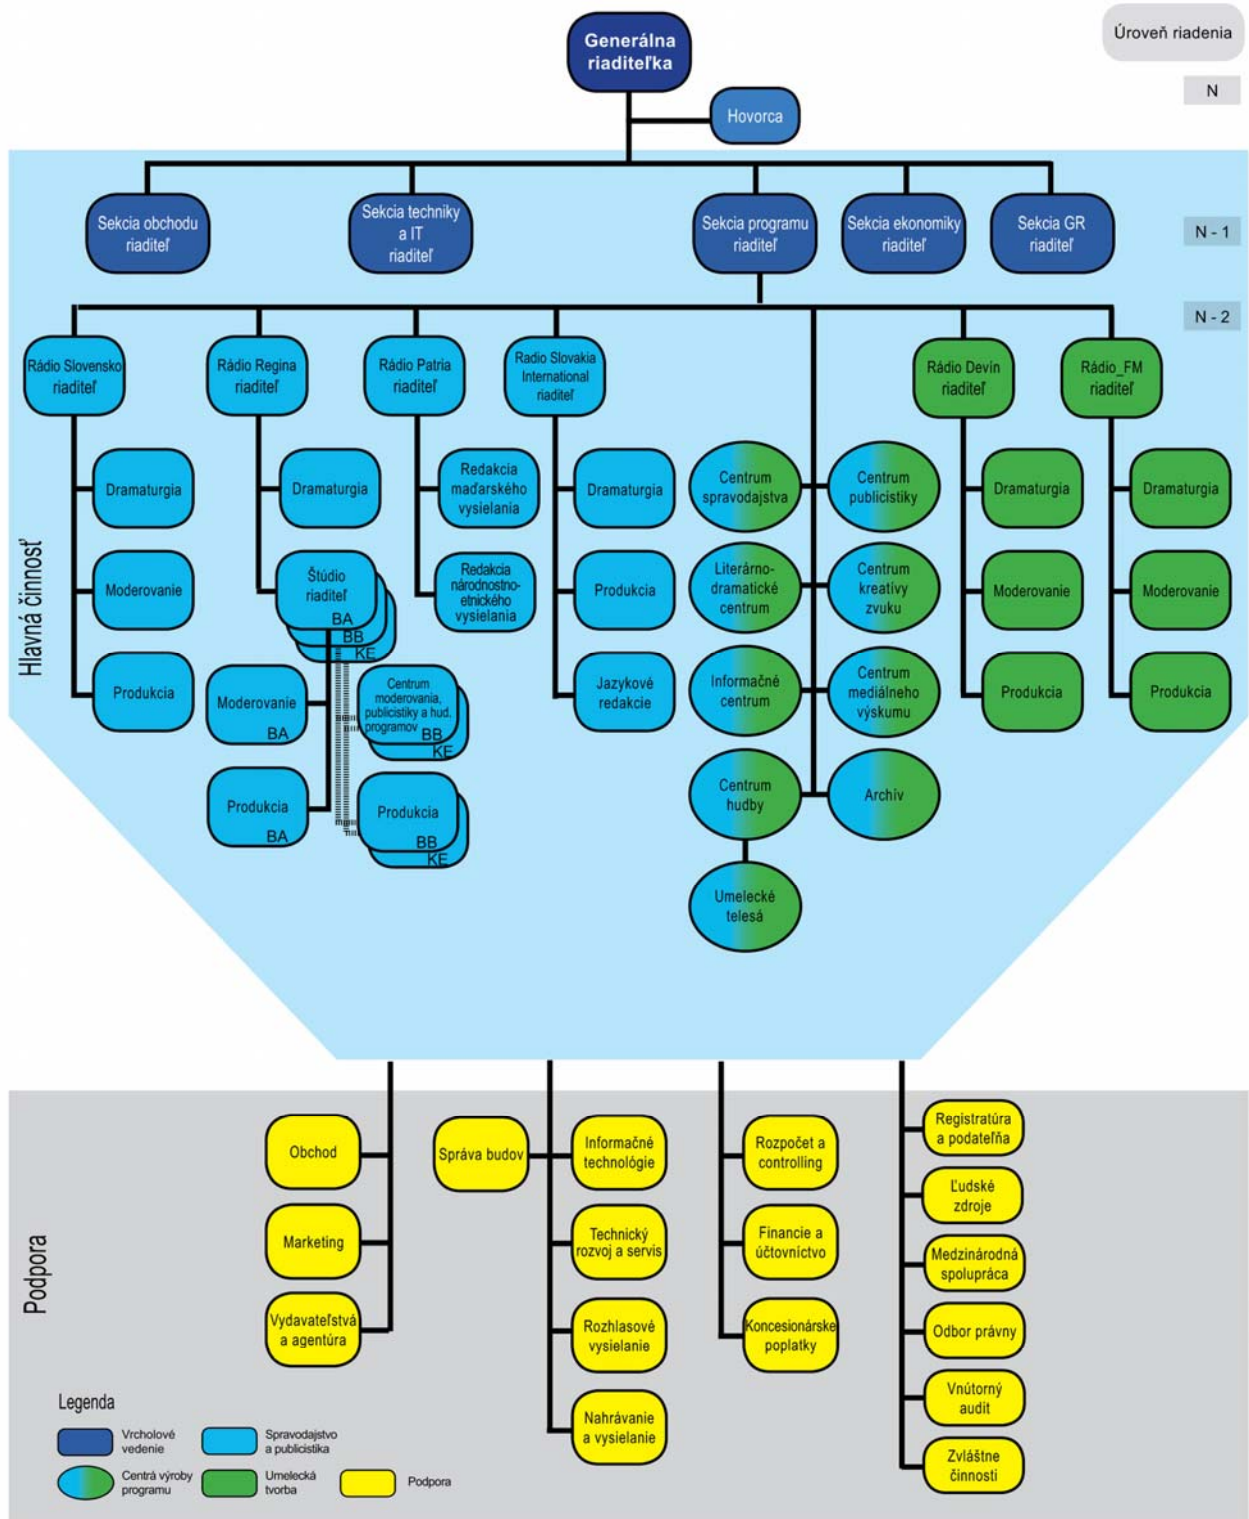 Úroveň riadenia
Generálna
riaditeľka
N
Hovorca
Sekcia obchodu
riaditeľ
Sekcia techniky
a IT
riaditeľ
Sekcia programu
riaditeľ
Sekcia ekonomiky
riaditeľ
Sekcia GR
riaditeľ
N - 1
N - 2
Rádio Slovensko
riaditeľ
Rádio Regina
riaditeľ
Rádio Patria
riaditeľ
Radio Slovakia
International
riaditeľ
Rádio Devín
riaditeľ
Rádio_FM
riaditeľ
Hlavná činnosť
Dramaturgia
Moderovanie
Produkcia
Dramaturgia
Štúdio
riaditeľ
BA
BB
KE
Moderovanie
BA
Produkcia
BA
Centrum
moderovania,
publicistiky a hud.
programov
BB
KE
Produkcia
BB
KE
Redakcia
maďarského
vysielania
Redakcia
národnostno-
etnického
vysielania
Dramaturgia
Produkcia
Jazykové
redakcie
Centrum
spravodajstva
Centrum
publicistiky
Literárno-
dramatické
centrum
Centrum
kreatívy
zvuku
Informačné
centrum
Centrum
mediálneho
výskumu
Centrum
hudby
Archív
Umelecké
telesá
Dramaturgia
Moderovanie
Produkcia
Dramaturgia
Moderovanie
Produkcia
Podpora
Obchod
Marketing
Vydavateľstvá
a agentúra
Správa budov
Informačné
technológie
Technický
rozvoj a servis
Rozhlasové
vysielanie
Nahrávanie
a vysielanie
Rozpočet a
controlling
Financie a
účtovníctvo
Koncesionárske
poplatky
Registratúra
a podateľňa
Ľudské
zdroje
Medzinárodná
spolupráca
Odbor právny
Vnútorný
audit
Zvláštne
činnosti
Legenda
Vrcholové
vedenie
Spravodajstvo
a publicistika
Centrá výroby
programu
Umelecká
tvorba
Podpora